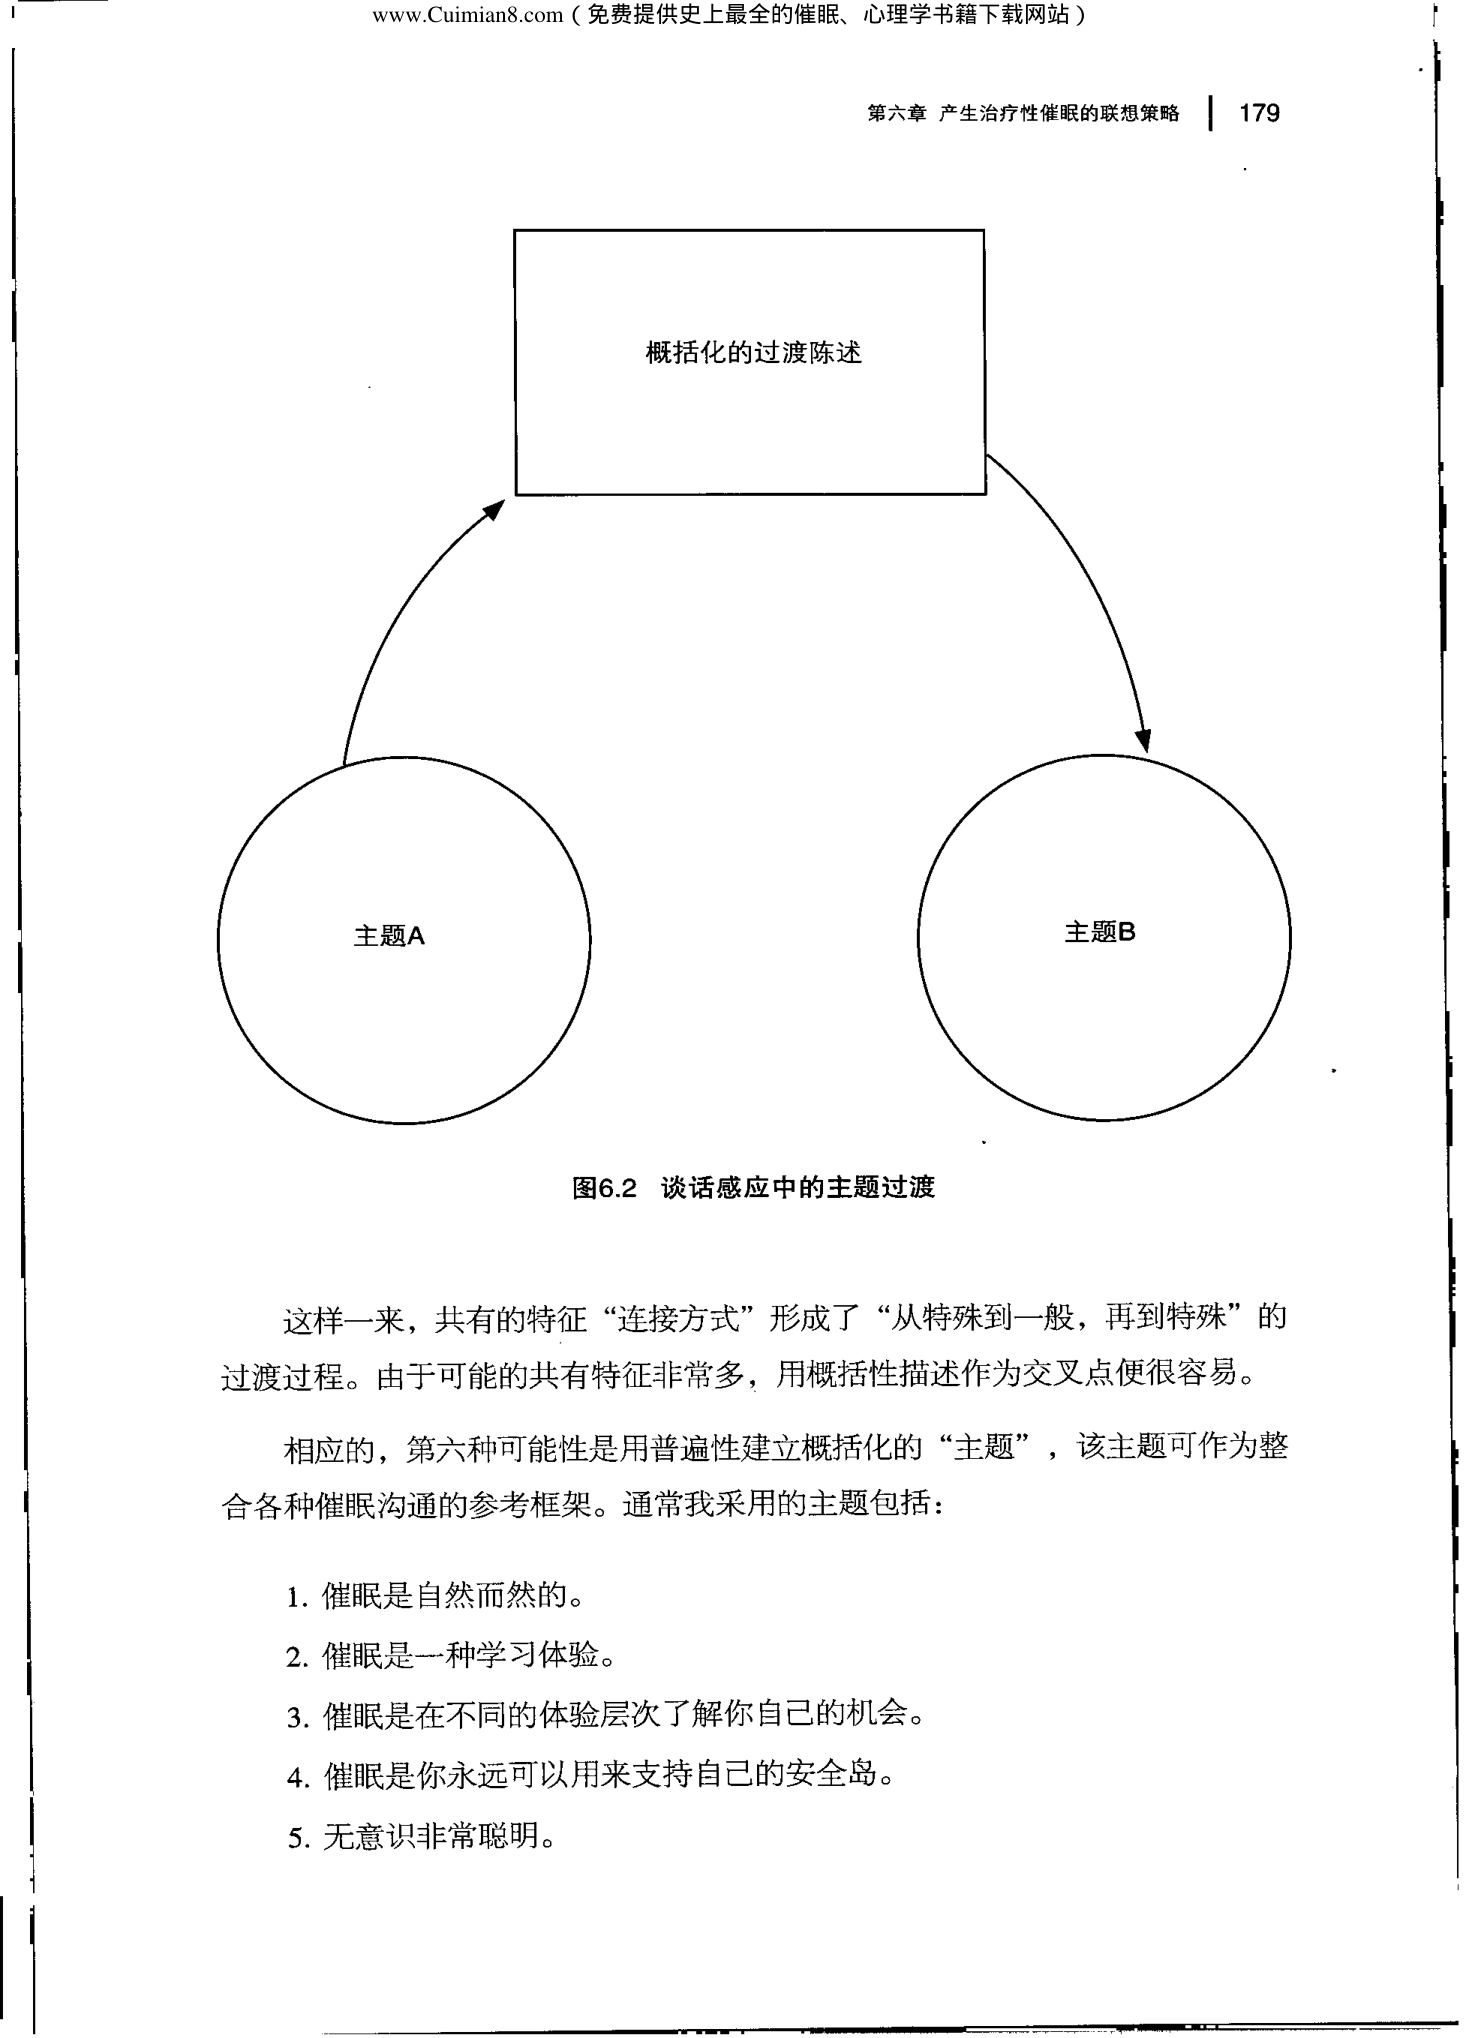 www.Cuimian8.com（免费提供史上最全的催眠、心理学书籍下载网站）
第六章 产生治疗性催眠的联想策略 179
概括化的过渡陈述
主题A
主题B
图6.2 谈话感应中的主题过渡
这样一来，共有的特征“连接方式”形成了“从特殊到一般，再到特殊”的
过渡过程。由于可能的共有特征非常多，用概括性描述作为交叉点便很容易。
相应的，第六种可能性是用普遍性建立概括化的“主题”，该主题可作为整
合各种催眠沟通的参考框架。通常我采用的主题包括：
1. 催眠是自然而然的。
2. 催眠是一种学习体验。
3. 催眠是在不同的体验层次了解你自己的机会。
4. 催眠是你永远可以用来支持自己的安全岛。
5. 无意识非常聪明。